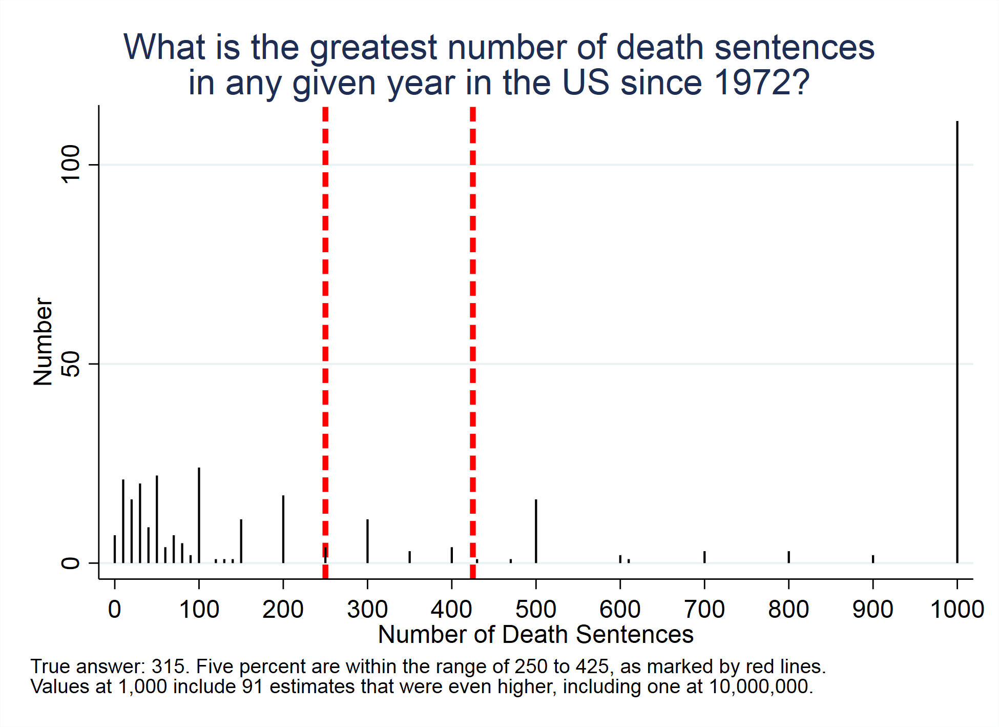 What is the greatest number of death sentences
in any given year in the US since 1972?
100
50
0
Number
0 100 200 300 400 500 600 700 800 900 1000
Number of Death Sentences
True answer: 315. Five percent are within the range of 250 to 425, as marked by red lines.
Values at 1,000 include 91 estimates that were even higher, including one at 10,000,000.